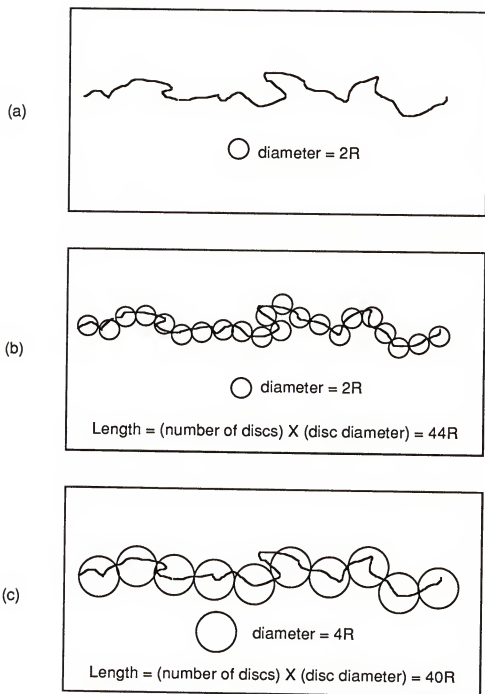 (a)
diameter = 2R
(b)
diameter = 2R
Length = (number of discs) X (disc diameter) = 44R
(c)
diameter = 4R
Length = (number of discs) X (disc diameter) = 40R